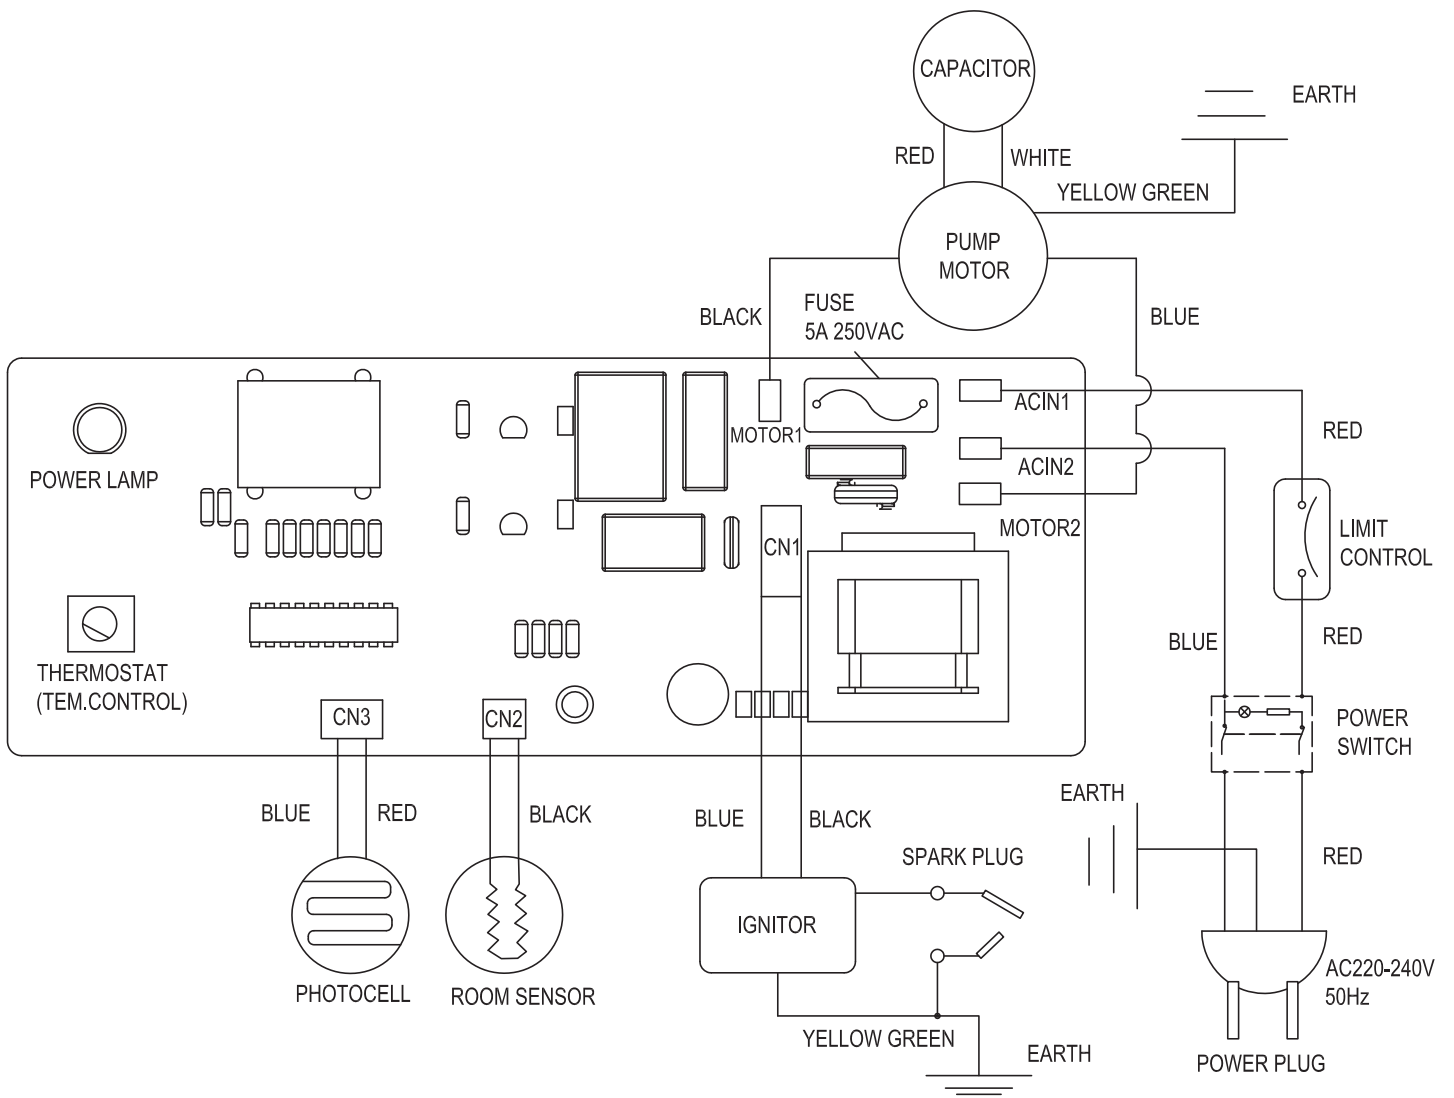 CAPACITOR
EARTH
RED
WHITE
YELLOW GREEN
PUMP
MOTOR
BLACK
FUSE
5A 250VAC
BLUE
POWER LAMP
MOTOR1
ACIN1
ACIN2
MOTOR2
RED
LIMIT
CONTROL
CN1
THERMOSTAT
(TEM.CONTROL)
CN3
CN2
BLUE
RED
POWER
SWITCH
BLUE
RED
BLACK
BLUE
BLACK
EARTH
RED
SPARK PLUG
IGNITOR
PHOTOCELL
ROOM SENSOR
AC220-240V
50Hz
YELLOW GREEN
EARTH
POWER PLUG